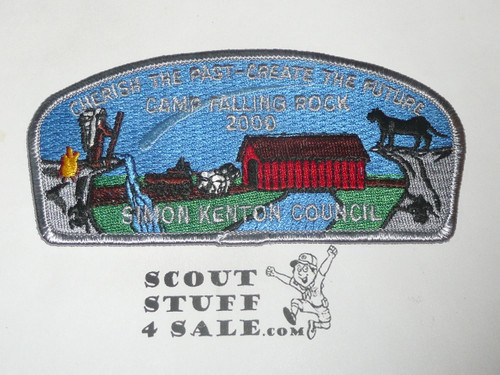 CHERISH THE PAST-CREATE THE FUTURE
CAMP FALLING ROCK
2000
SIMON KENTON COUNCIL
SCOUT
STUFF
4 SALE.com